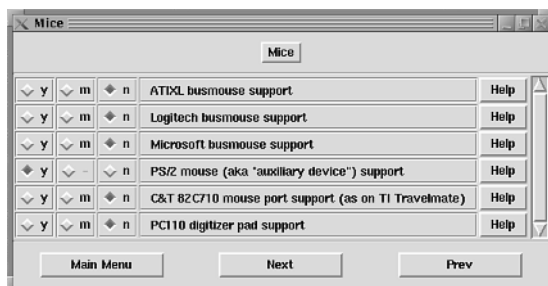 Mice
Mice
y m n ATIXL busmouse support Help
y m n Logitech busmouse support Help
y m n Microsoft busmouse support Help
y - n PS/2 mouse (aka "auxiliary device") support Help
y m n C&T 82C710 mouse port support (as on TI Travelmate) Help
y m n PC110 digitizer pad support Help
Main Menu Next Prev